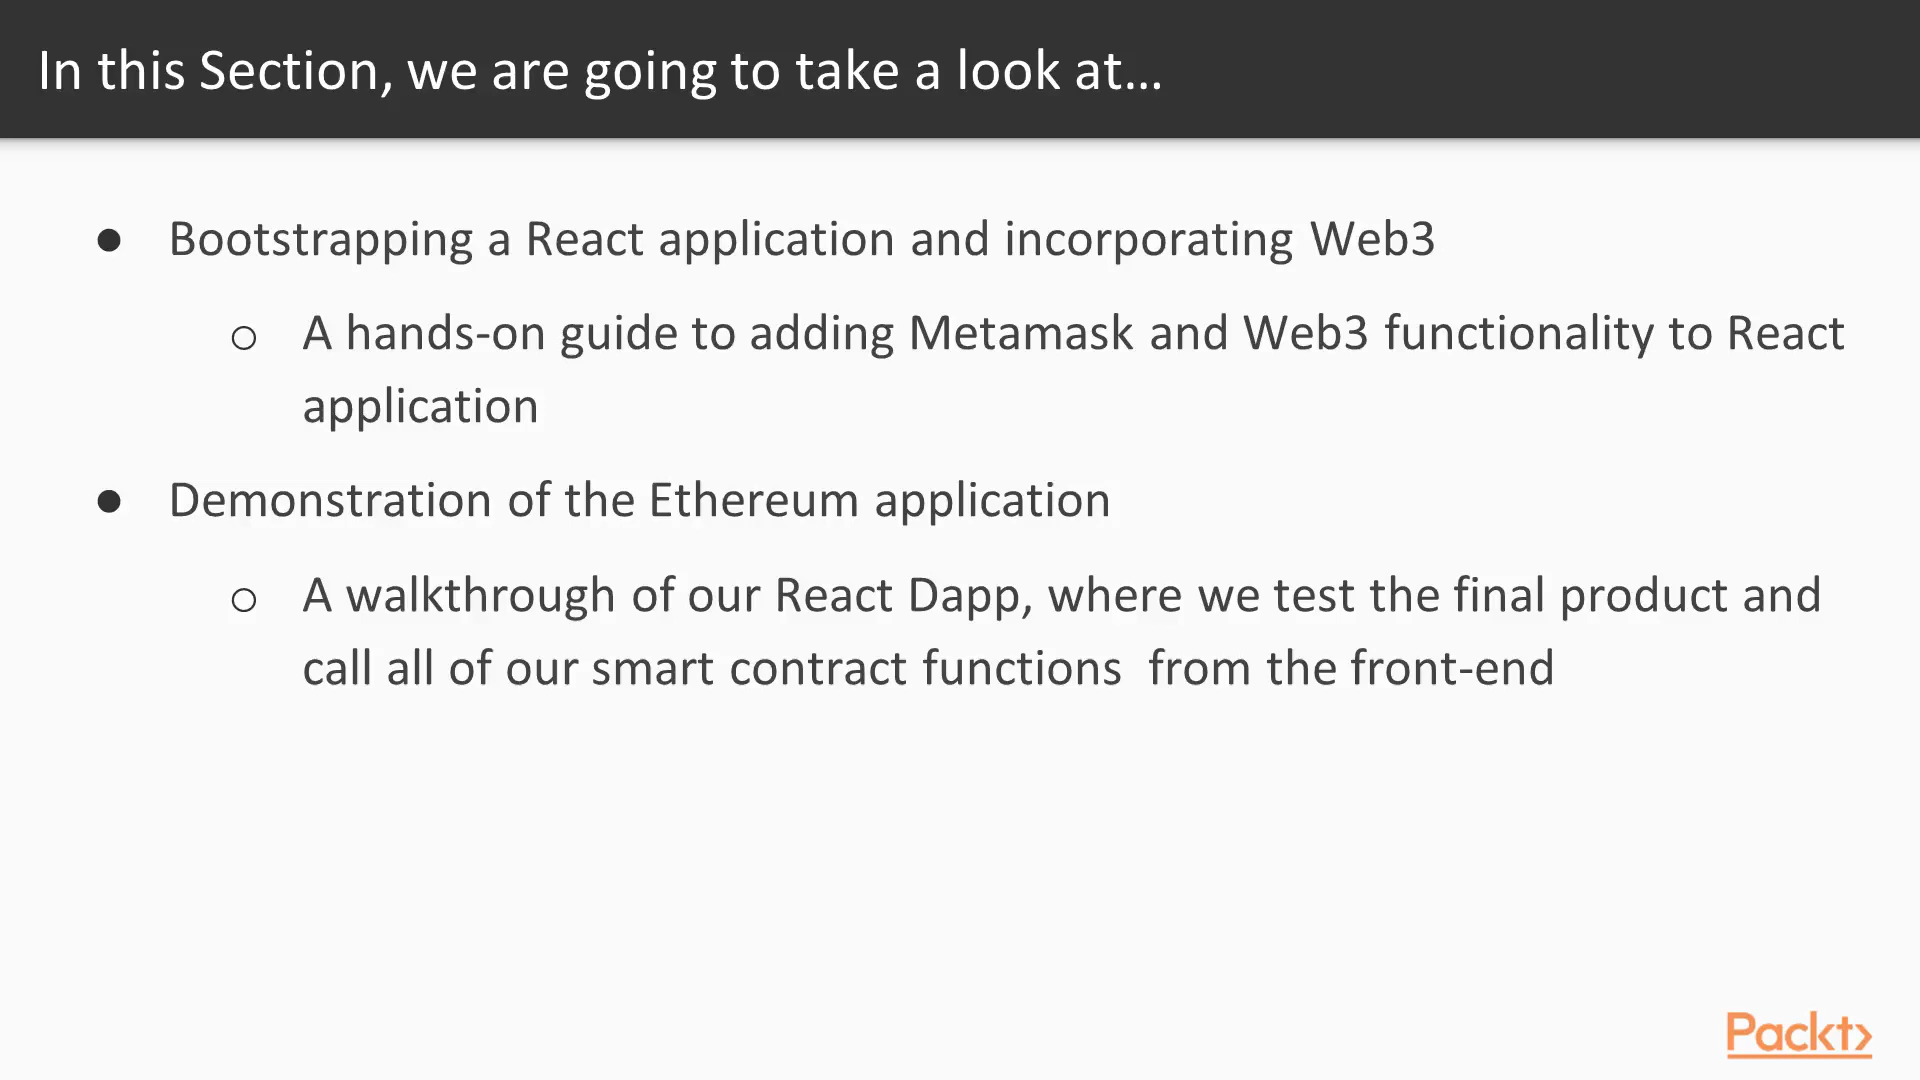 In this Section, we are going to take a look at...
● Bootstrapping a React application and incorporating Web3
○ A hands-on guide to adding Metamask and Web3 functionality to React
application
● Demonstration of the Ethereum application
○ A walkthrough of our React Dapp, where we test the final product and
call all of our smart contract functions  from the front-end
Packt>